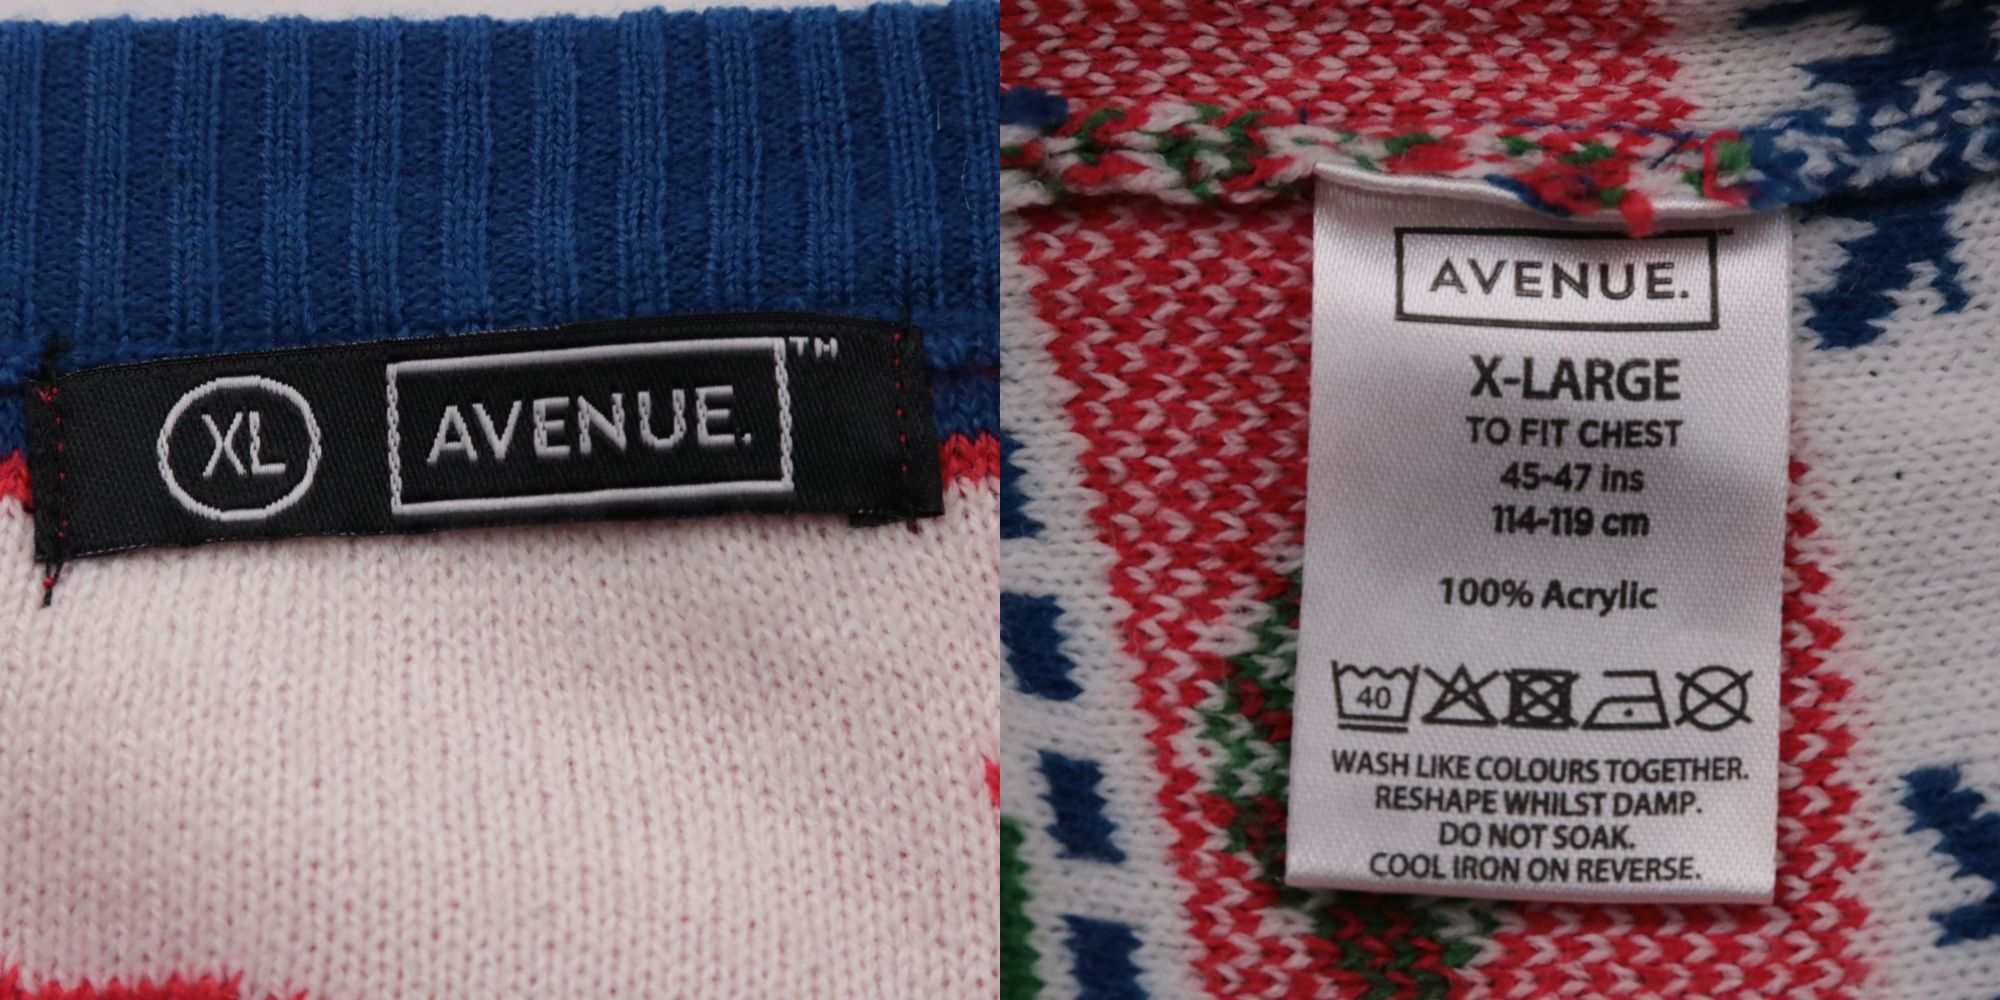 XL AVENUE.™
AVENUE.™
X-LARGE
TO FIT CHEST
45-47 ins
114-119 cm
100% Acrylic
40
WASH LIKE COLOURS TOGETHER.
RESHAPE WHILST DAMP.
DO NOT SOAK.
COOL IRON ON REVERSE.